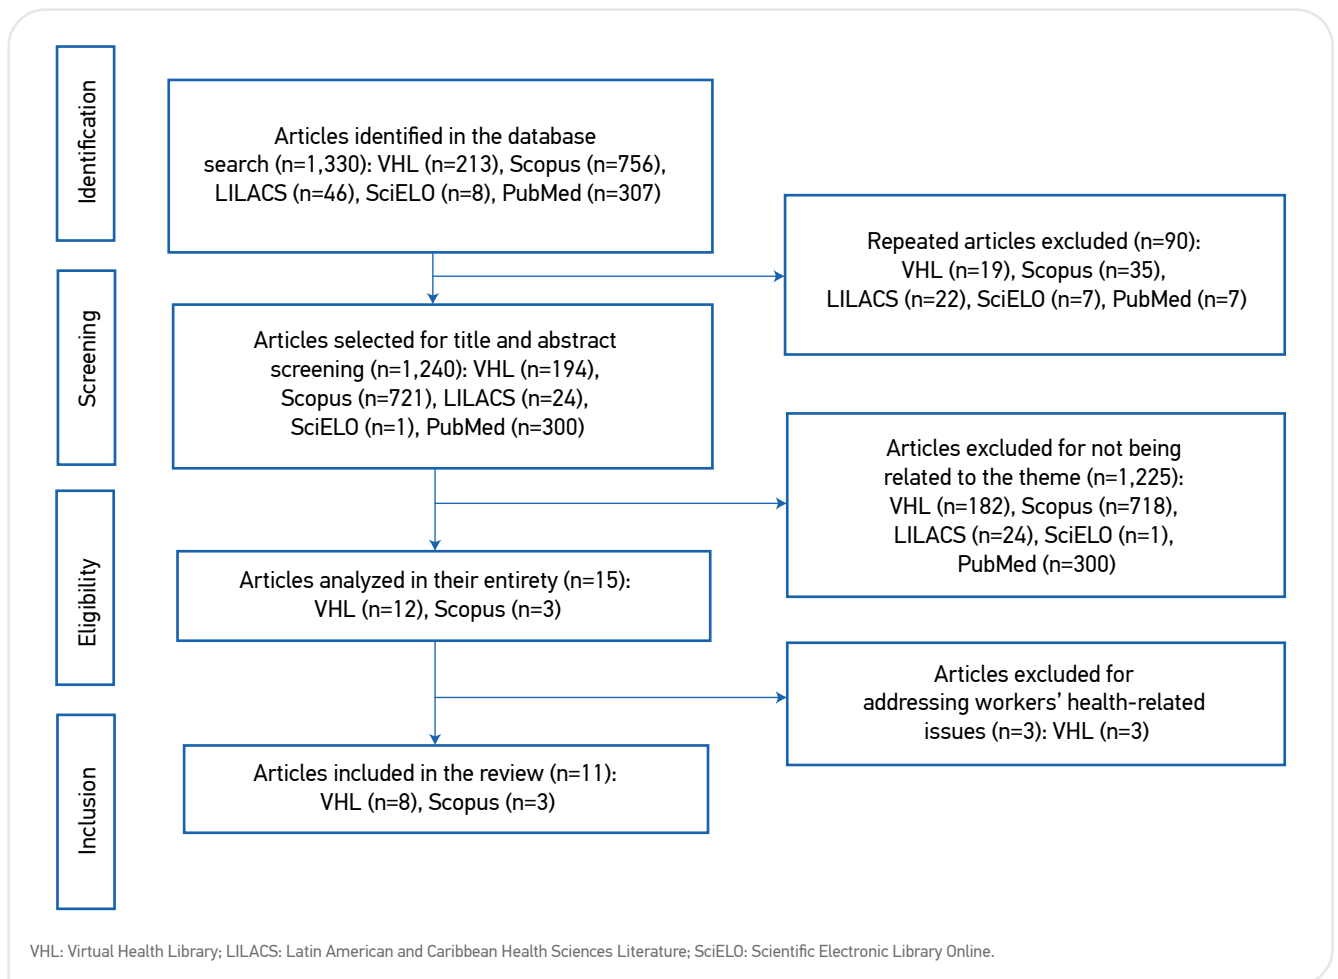 Identification
Articles identified in the database
search (n=1,330): VHL (n=213), Scopus (n=756),
LILACS (n=46), SciELO (n=8), PubMed (n=307)
Repeated articles excluded (n=90):
VHL (n=19), Scopus (n=35),
LILACS (n=22), SciELO (n=7), PubMed (n=7)
Screening
Articles selected for title and abstract
screening (n=1,240): VHL (n=194),
Scopus (n=721), LILACS (n=24),
SciELO (n=1), PubMed (n=300)
Articles excluded for not being
related to the theme (n=1,225):
VHL (n=182), Scopus (n=718),
LILACS (n=24), SciELO (n=1),
PubMed (n=300)
Eligibility
Articles analyzed in their entirety (n=15):
VHL (n=12), Scopus (n=3)
Articles excluded for
addressing workers’ health-related
issues (n=3): VHL (n=3)
Inclusion
Articles included in the review (n=11):
VHL (n=8), Scopus (n=3)
VHL: Virtual Health Library; LILACS: Latin American and Caribbean Health Sciences Literature; SciELO: Scientific Electronic Library Online.